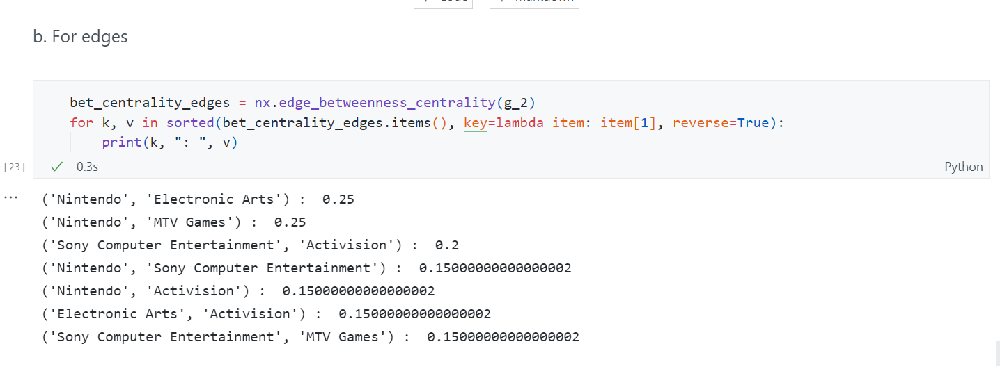 b. For edges
bet_centrality_edges = nx.edge_betweenness_centrality(g_2)
for k, v in sorted(bet_centrality_edges.items(), key=lambda item: item[1], reverse=True):
    print(k, ": ", v)
[23]
0.3s
Python
...
('Nintendo', 'Electronic Arts') :  0.25
('Nintendo', 'MTV Games') :  0.25
('Sony Computer Entertainment', 'Activision') :  0.2
('Nintendo', 'Sony Computer Entertainment') :  0.15000000000000002
('Nintendo', 'Activision') :  0.15000000000000002
('Electronic Arts', 'Activision') :  0.15000000000000002
('Sony Computer Entertainment', 'MTV Games') :  0.15000000000000002